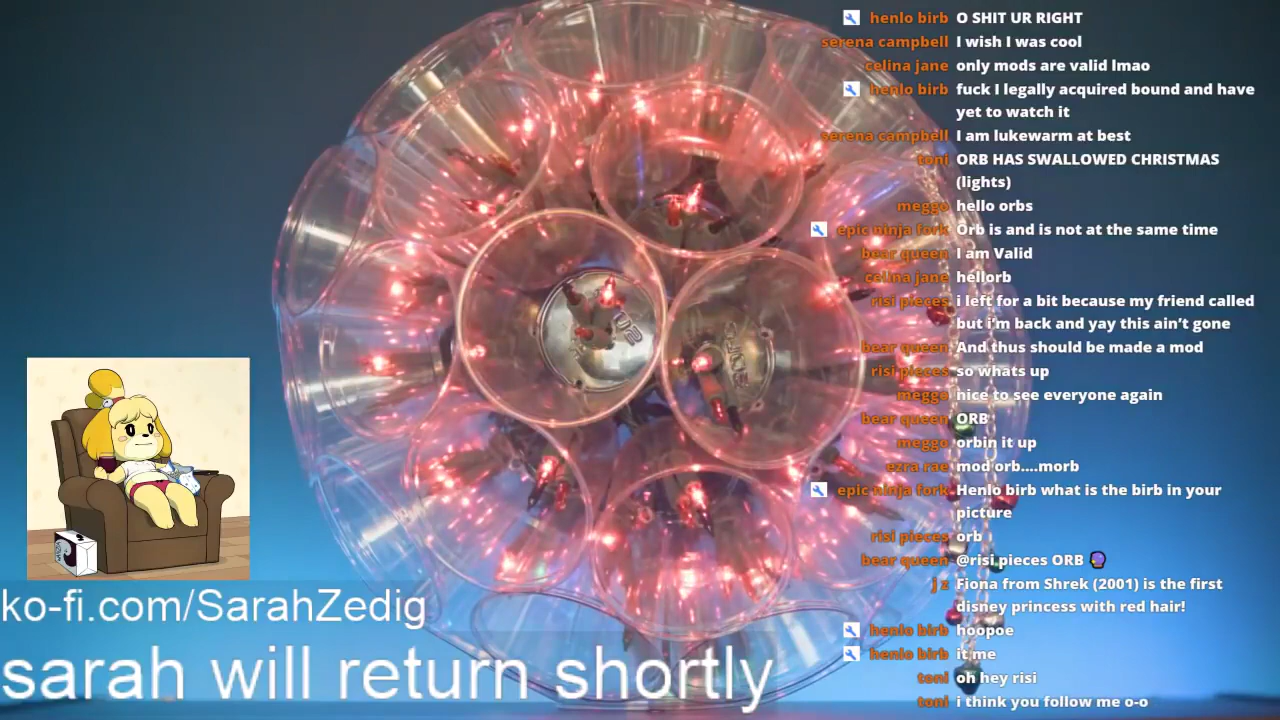 henlo birb O SHIT UR RIGHT
serena campbell I wish I was cool
celina jane only mods are valid lmao
henlo birb fuck I legally acquired bound and have
yet to watch it
serena campbell I am lukewarm at best
toni ORB HAS SWALLOWED CHRISTMAS
(lights)
meggo hello orbs
epic ninja fork Orb is and is not at the same time
bear queen I am Valid
celina jane hellorb
risi pieces i left for a bit because my friend called
but i'm back and yay this ain't gone
bear queen And thus should be made a mod
risi pieces so whats up
meggo nice to see everyone again
bear queen ORB
meggo orbin it up
ezra rae mod orb....morb
epic ninja fork Henlo birb what is the birb in your
picture
risi pieces orb
bear queen @risi pieces ORB
j z Fiona from Shrek (2001) is the first
disney princess with red hair!
henlo birb hoopoe
henlo birb it me
toni oh hey risi
toni i think you follow me o-o
ko-fi.com/SarahZedig
sarah will return shortly